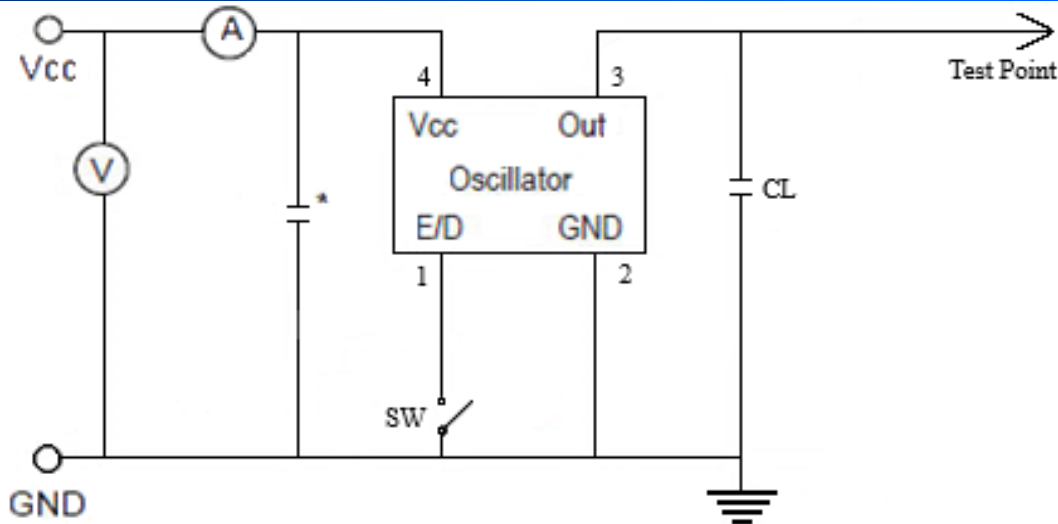 A
Vcc
Test Point
4
3
Vcc Out
V
Oscillator
*
CL
E/D GND
1
2
SW
GND